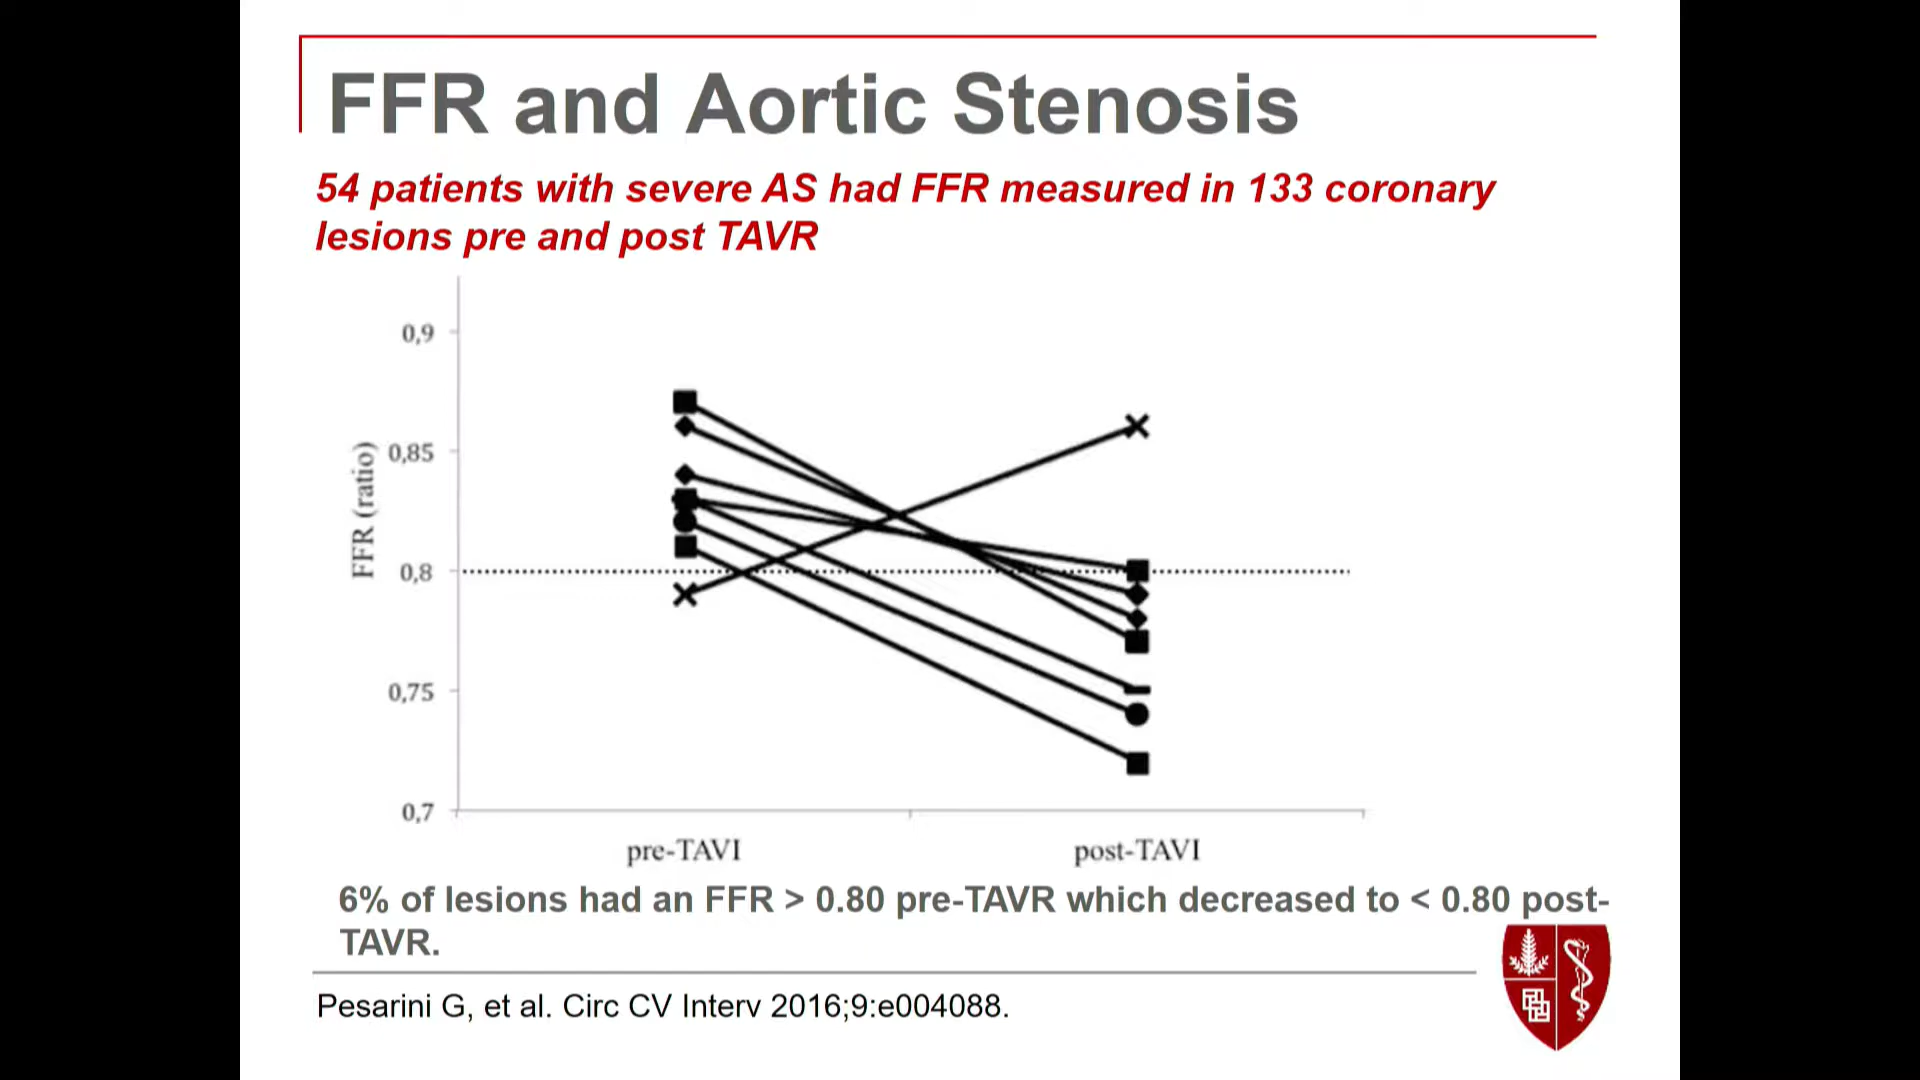 FFR and Aortic Stenosis
54 patients with severe AS had FFR measured in 133 coronary
lesions pre and post TAVR
0,9
0,85
0,8
0,75
0,7
FFR (ratio)
pre-TAVI
post-TAVI
6% of lesions had an FFR > 0.80 pre-TAVR which decreased to < 0.80 post-
TAVR.
Pesarini G, et al. Circ CV Interv 2016;9:e004088.